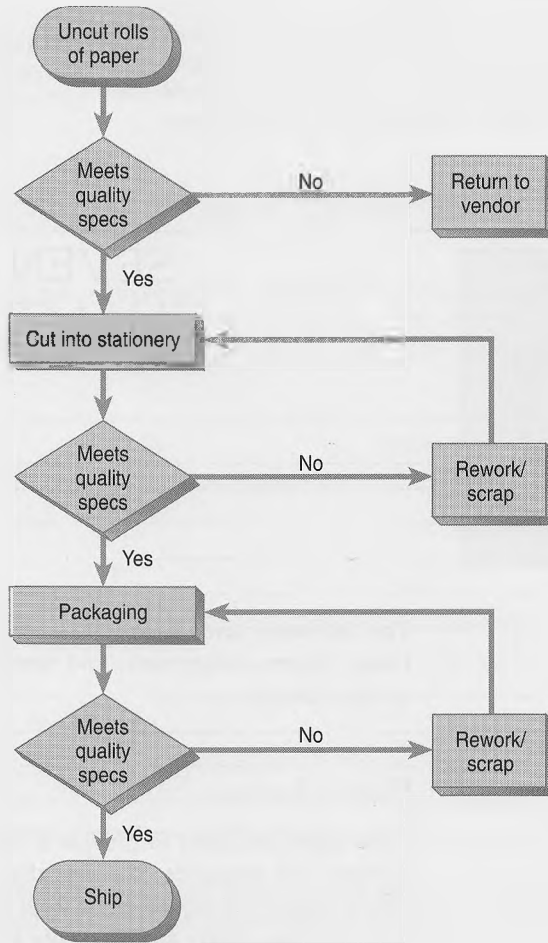 Uncut rolls
of paper
Meets
quality
specs
No
Return to
vendor
Yes
Cut into stationery
Meets
quality
specs
No
Rework/
scrap
Yes
Packaging
Meets
quality
specs
No
Rework/
scrap
Yes
Ship